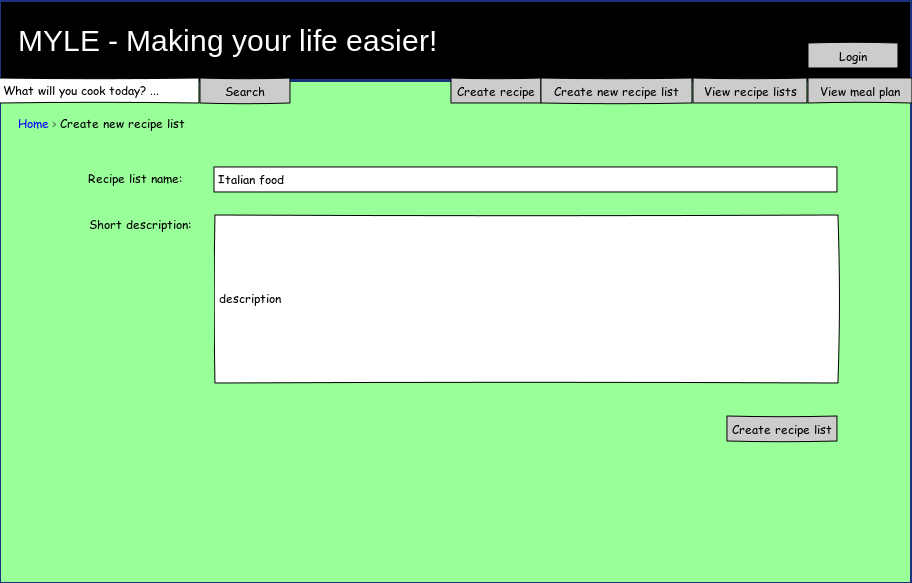 MYLE - Making your life easier!
Login
What will you cook today? ...
Search
Create recipe
Create new recipe list
View recipe lists
View meal plan
Home › Create new recipe list
Recipe list name:
Italian food
Short description:
description
Create recipe list